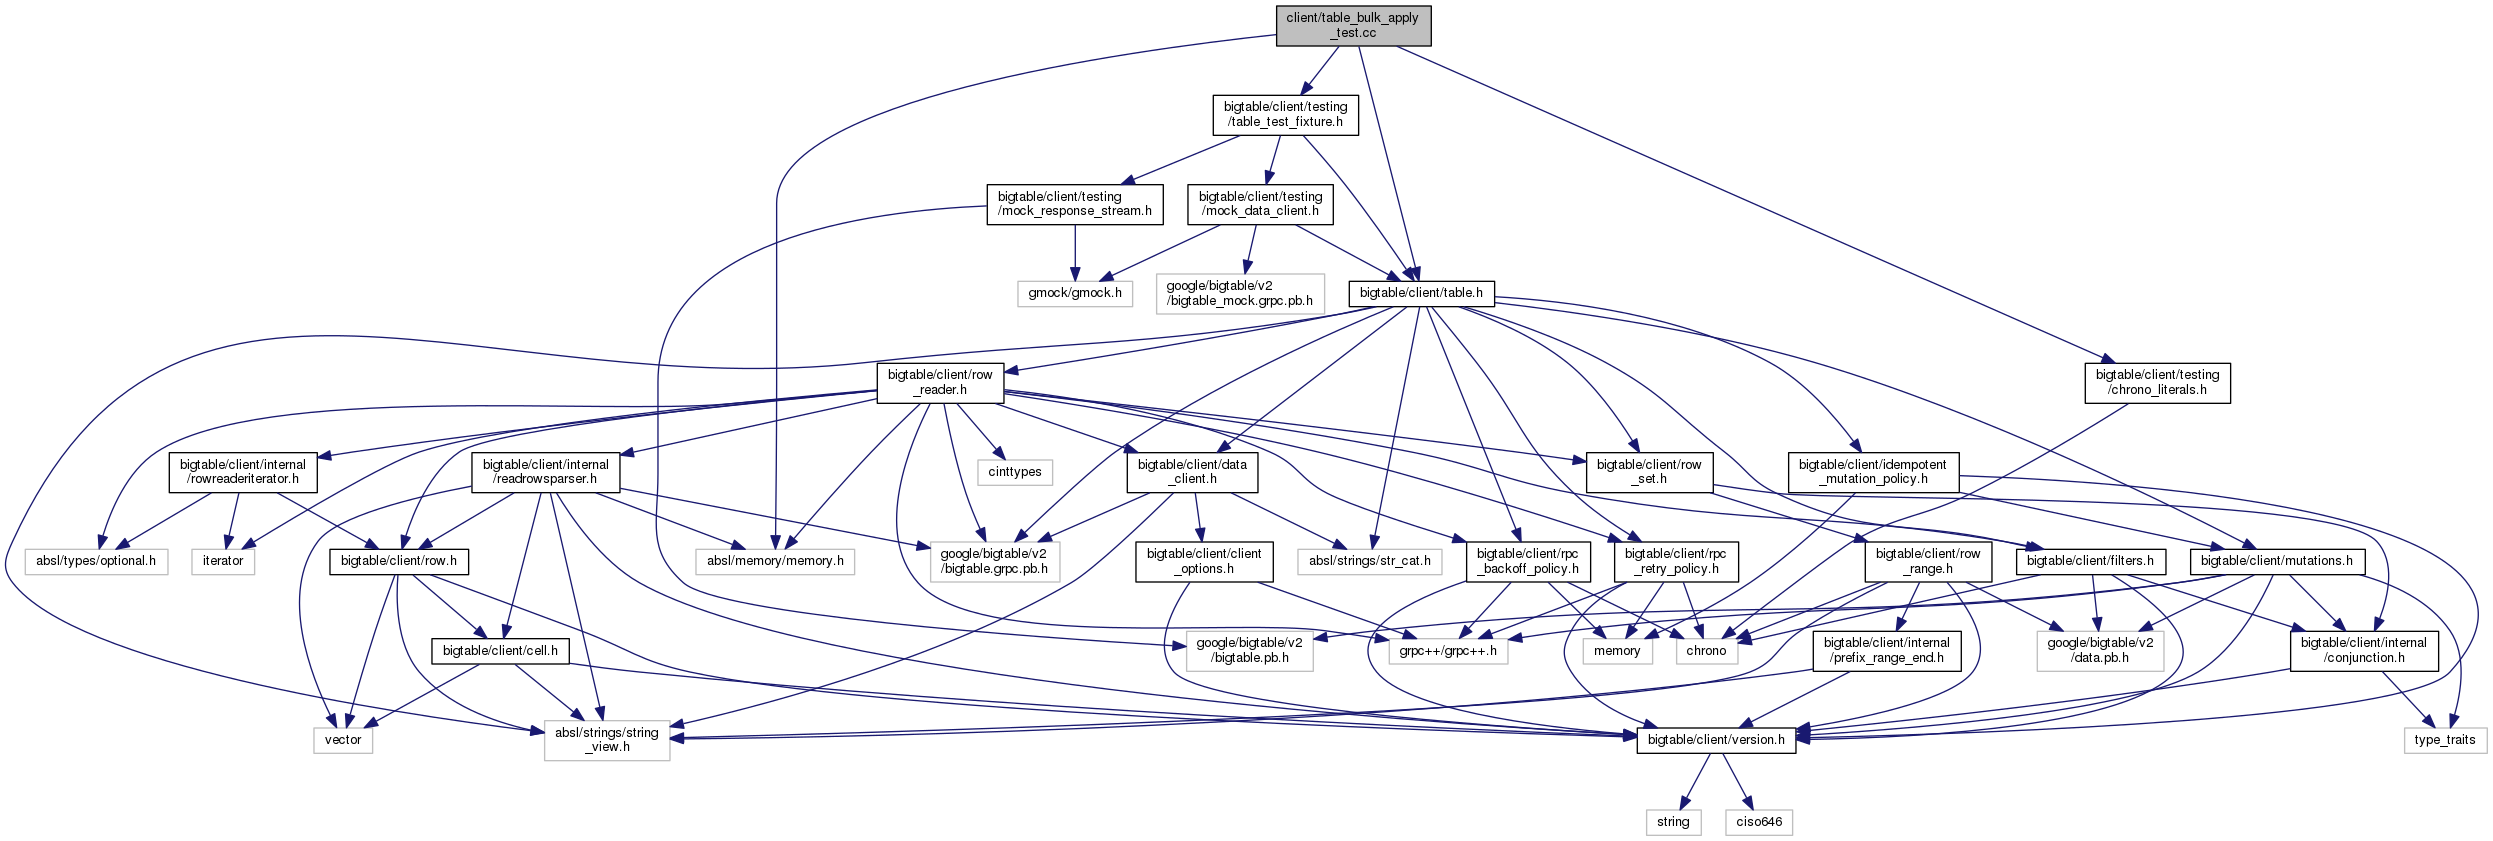 client/table_bulk_apply
_test.cc
bigtable/client/testing
/table_test_fixture.h
bigtable/client/testing
/mock_response_stream.h
bigtable/client/testing
/mock_data_client.h
gmock/gmock.h
google/bigtable/v2
/bigtable_mock.grpc.pb.h
bigtable/client/table.h
bigtable/client/row
_reader.h
bigtable/client/testing
/chrono_literals.h
bigtable/client/internal
/rowreaderiterator.h
bigtable/client/internal
/readrowsparser.h
cinttypes
bigtable/client/data
_client.h
bigtable/client/row
_set.h
bigtable/client/idempotent
_mutation_policy.h
absl/types/optional.h
iterator
bigtable/client/row.h
absl/memory/memory.h
google/bigtable/v2
/bigtable.grpc.pb.h
bigtable/client/client
_options.h
absl/strings/str_cat.h
bigtable/client/rpc
_backoff_policy.h
bigtable/client/rpc
_retry_policy.h
bigtable/client/row
_range.h
bigtable/client/filters.h
bigtable/client/mutations.h
bigtable/client/cell.h
google/bigtable/v2
/bigtable.pb.h
grpc++/grpc++.h
memory
chrono
bigtable/client/internal
/prefix_range_end.h
google/bigtable/v2
/data.pb.h
bigtable/client/internal
/conjunction.h
vector
absl/strings/string
_view.h
bigtable/client/version.h
type_traits
string
ciso646